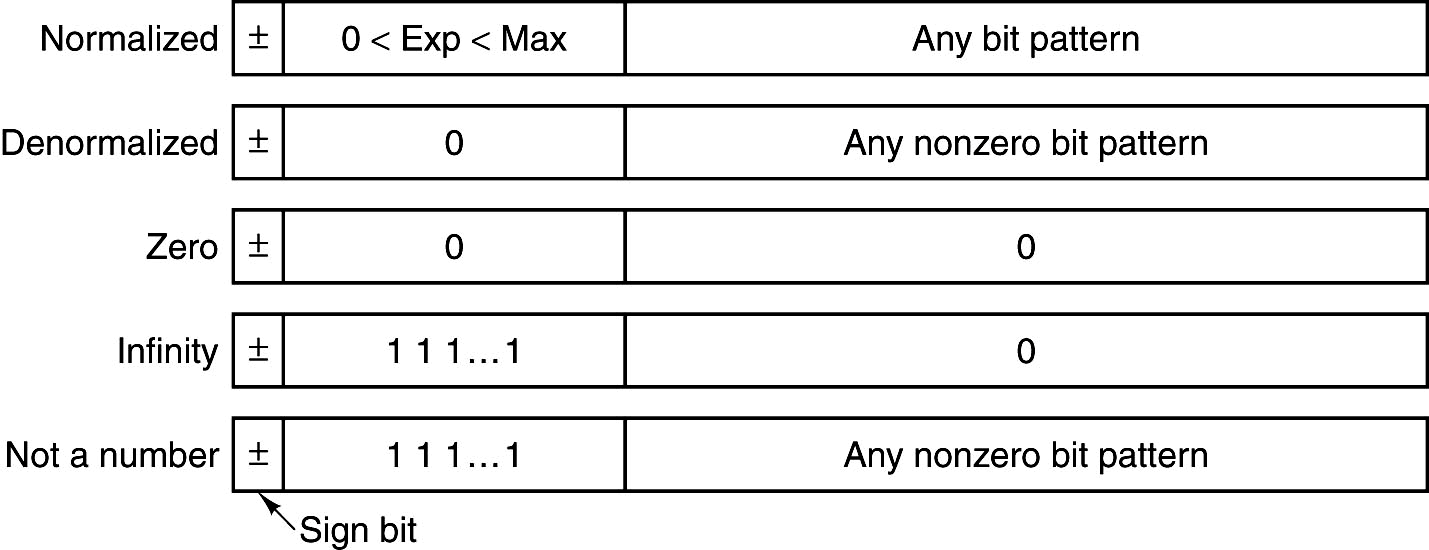 Normalized ± 0 < Exp < Max Any bit pattern
Denormalized ± 0 Any nonzero bit pattern
Zero ± 0 0
Infinity ± 1 1 1…1 0
Not a number ± 1 1 1…1 Any nonzero bit pattern
Sign bit